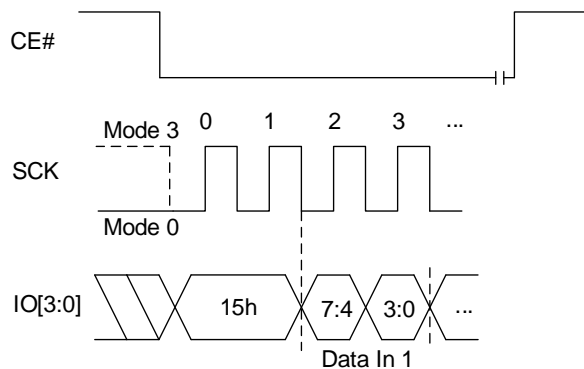 CE#
Mode 3 0 1 2 3 ...
SCK
Mode 0
IO[3:0] 15h 7:4 3:0 ...
Data In 1